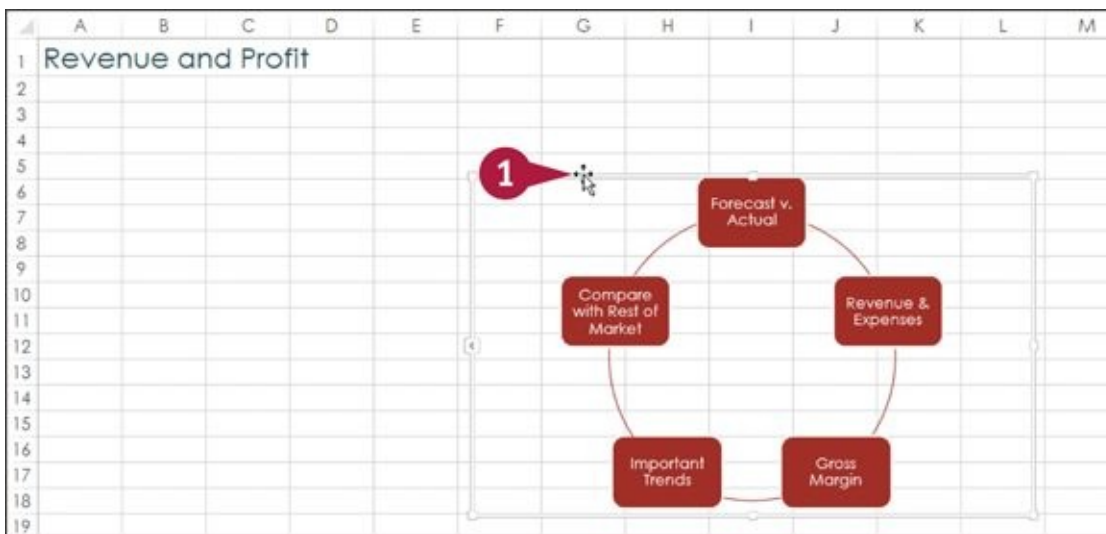 A B C D E F G H I J K L M
1 Revenue and Profit
2
3
4
5
1
6
Forecast v.
7
Actual
8
9
10
Compare
with Rest of
Market
Revenue &
Expenses
11
12
13
14
15
16
Important
Trends
Gross
Margin
17
18
19